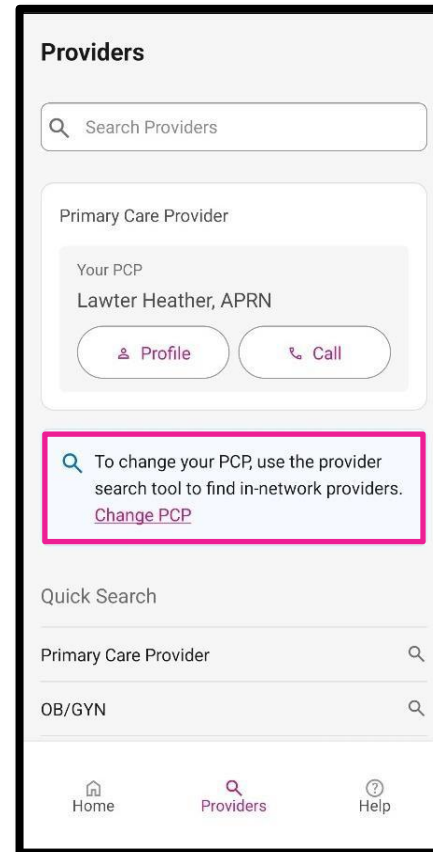 Providers
Search Providers
Primary Care Provider
Your PCP
Lawter Heather, APRN
Profile
Call
To change your PCP, use the provider
search tool to find in-network providers.
Change PCP
Quick Search
Primary Care Provider
OB/GYN
Home
Providers
Help